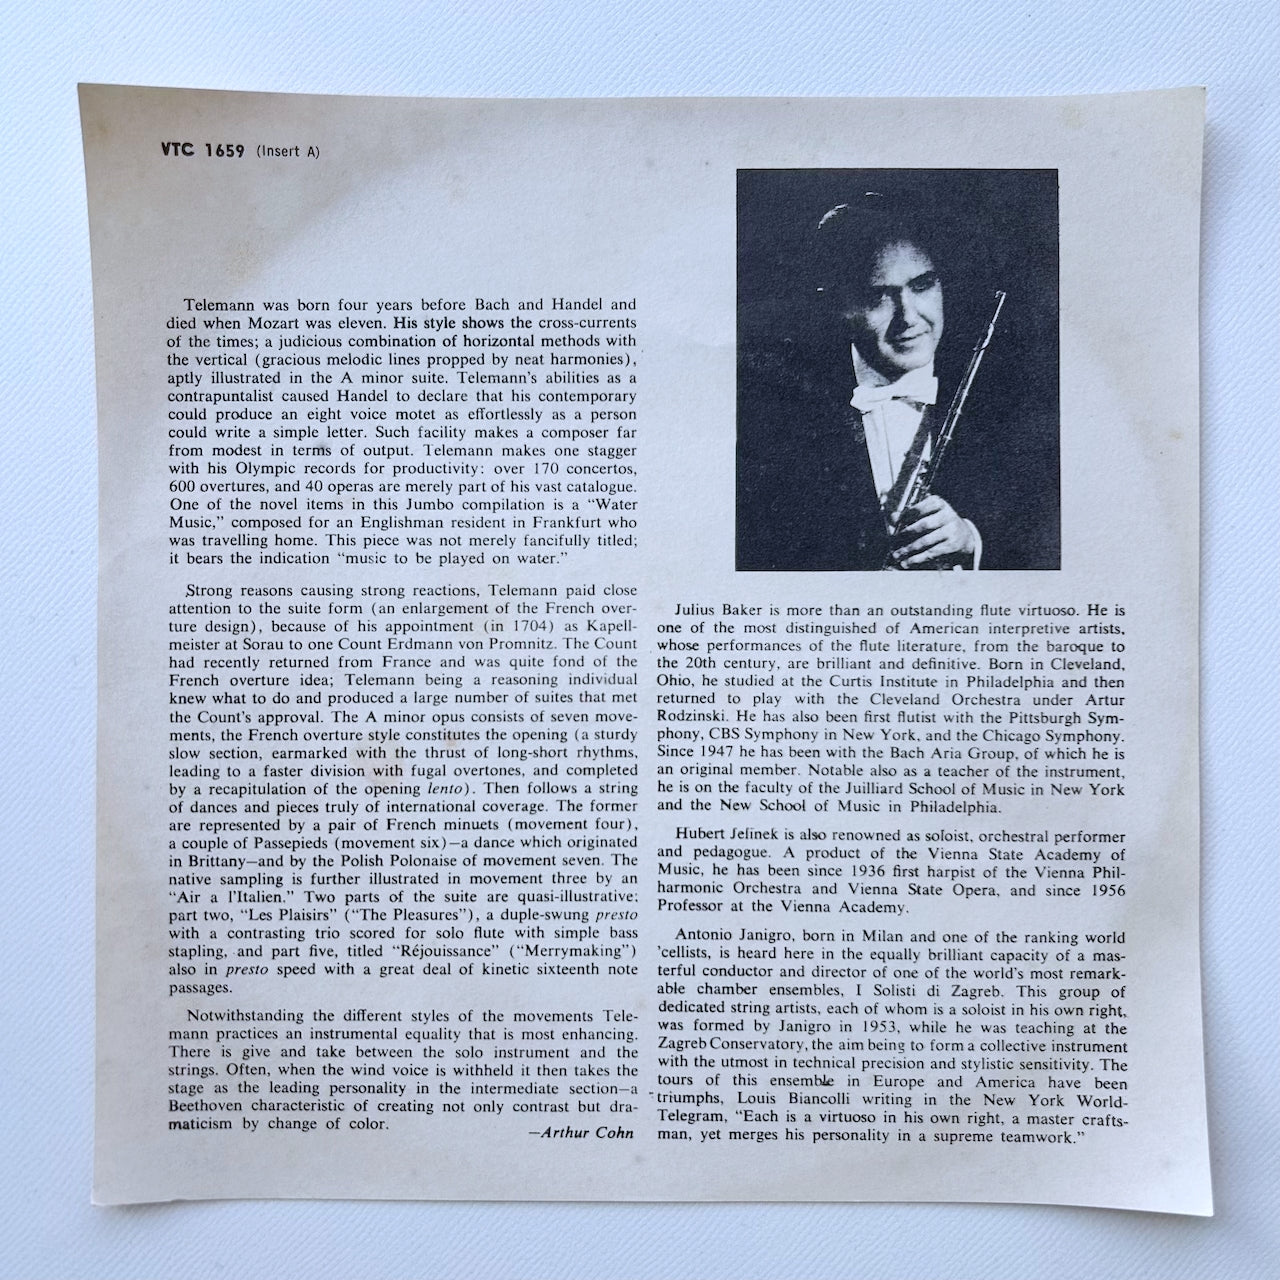 VTC 1659 (Insert A)
Telemann was born four years before Bach and Handel and
died when Mozart was eleven. His style shows the cross-currents
of the times; a judicious combination of horizontal methods with
the vertical (gracious melodic lines propped by neat harmonies),
aptly illustrated in the A minor suite. Telemann's abilities as a
contrapuntalist caused Handel to declare that his contemporary
could produce an eight voice motet as effortlessly as a person
could write a simple letter. Such facility makes a composer far
from modest in terms of output. Telemann makes one stagger
with his Olympic records for productivity: over 170 concertos,
600 overtures, and 40 operas are merely part of his vast catalogue.
One of the novel items in this Jumbo compilation is a “Water
Music,” composed for an Englishman resident in Frankfurt who
was travelling home. This piece was not merely fancifully titled;
it bears the indication “music to be played on water.”
Strong reasons causing strong reactions, Telemann paid close
attention to the suite form (an enlargement of the French over-
ture design), because of his appointment (in 1704) as Kapell-
meister at Sorau to one Count Erdmann von Promnitz. The Count
had recently returned from France and was quite fond of the
French overture idea; Telemann being a reasoning individual
knew what to do and produced a large number of suites that met
the Count's approval. The A minor opus consists of seven move-
ments, the French overture style constitutes the opening (a sturdy
slow section, earmarked with the thrust of long-short rhythms,
leading to a faster division with fugal overtones, and completed
by a recapitulation of the opening lento). Then follows a string
of dances and pieces truly of international coverage. The former
are represented by a pair of French minuets (movement four),
a couple of Passepieds (movement six)—a dance which originated
in Brittany—and by the Polish Polonaise of movement seven. The
native sampling is further illustrated in movement three by an
“Air a l'Italien.” Two parts of the suite are quasi-illustrative:
part two, “Les Plaisirs” (“The Pleasures”), a duple-swung presto
with a contrasting trio scored for solo flute with simple bass
stapling, and part five, titled “Réjouissance” (“Merrymaking”)
also in presto speed with a great deal of kinetic sixteenth note
passages.
Notwithstanding the different styles of the movements Tele-
mann practices an instrumental equality that is most enhancing.
There is give and take between the solo instrument and the
strings. Often, when the wind voice is withheld it then takes the
stage as the leading personality in the intermediate section—a
Beethoven characteristic of creating not only contrast but dra-
maticism by change of color.
—Arthur Cohn
Julius Baker is more than an outstanding flute virtuoso. He is
one of the most distinguished of American interpretive artists,
whose performances of the flute literature, from the baroque to
the 20th century, are brilliant and definitive. Born in Cleveland,
Ohio, he studied at the Curtis Institute in Philadelphia and then
returned to play with the Cleveland Orchestra under Artur
Rodzinski. He has also been first flutist with the Pittsburgh Sym-
phony, CBS Symphony in New York, and the Chicago Symphony.
Since 1947 he has been with the Bach Aria Group, of which he is
an original member. Notable also as a teacher of the instrument,
he is on the faculty of the Juilliard School of Music in New York
and the New School of Music in Philadelphia.
Hubert Jelinek is also renowned as soloist, orchestral performer
and pedagogue. A product of the Vienna State Academy of
Music, he has been since 1936 first harpist of the Vienna Phil-
harmonic Orchestra and Vienna State Opera, and since 1956
Professor at the Vienna Academy.
Antonio Janigro, born in Milan and one of the ranking world
'cellists, is heard here in the equally brilliant capacity of a mas-
terful conductor and director of one of the world's most remark-
able chamber ensembles, I Solisti di Zagreb. This group of
dedicated string artists, each of whom is a soloist in his own right,
was formed by Janigro in 1953, while he was teaching at the
Zagreb Conservatory, the aim being to form a collective instrument
with the utmost in technical precision and stylistic sensitivity. The
tours of this ensemble in Europe and America have been
triumphs, Louis Biancolli writing in the New York World-
Telegram, “Each is a virtuoso in his own right, a master crafts-
man, yet merges his personality in a supreme teamwork.”